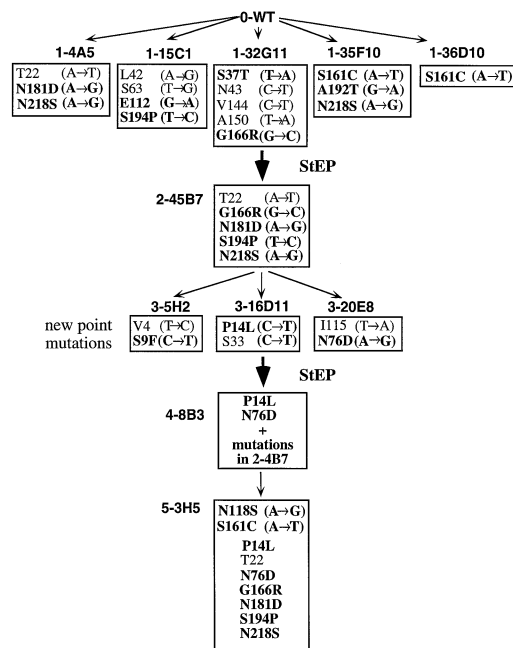 0-WT
1-4A5 1-15C1 1-32G11 1-35F10 1-36D10
T22 (A→T)
N181D (A→G)
N218S (A→G)
L42 (A→G)
S63 (T→G)
E112 (G→A)
S194P (T→C)
S37T (T→A)
N43 (C→T)
V144 (C→T)
A150 (T→A)
G166R (G→C)
S161C (A→T)
A192T (G→A)
N218S (A→G)
S161C (A→T)
StEP
2-45B7
T22 (A→T)
G166R (G→C)
N181D (A→G)
S194P (T→C)
N218S (A→G)
3-5H2 3-16D11 3-20E8
new point
mutations
V4 (T→C)
S9F (C→T)
P14L (C→T)
S33 (C→T)
I115 (T→A)
N76D (A→G)
StEP
4-8B3
P14L
N76D
+
mutations
in 2-4B7
5-3H5
N118S (A→G)
S161C (A→T)
P14L
T22
N76D
G166R
N181D
S194P
N218S